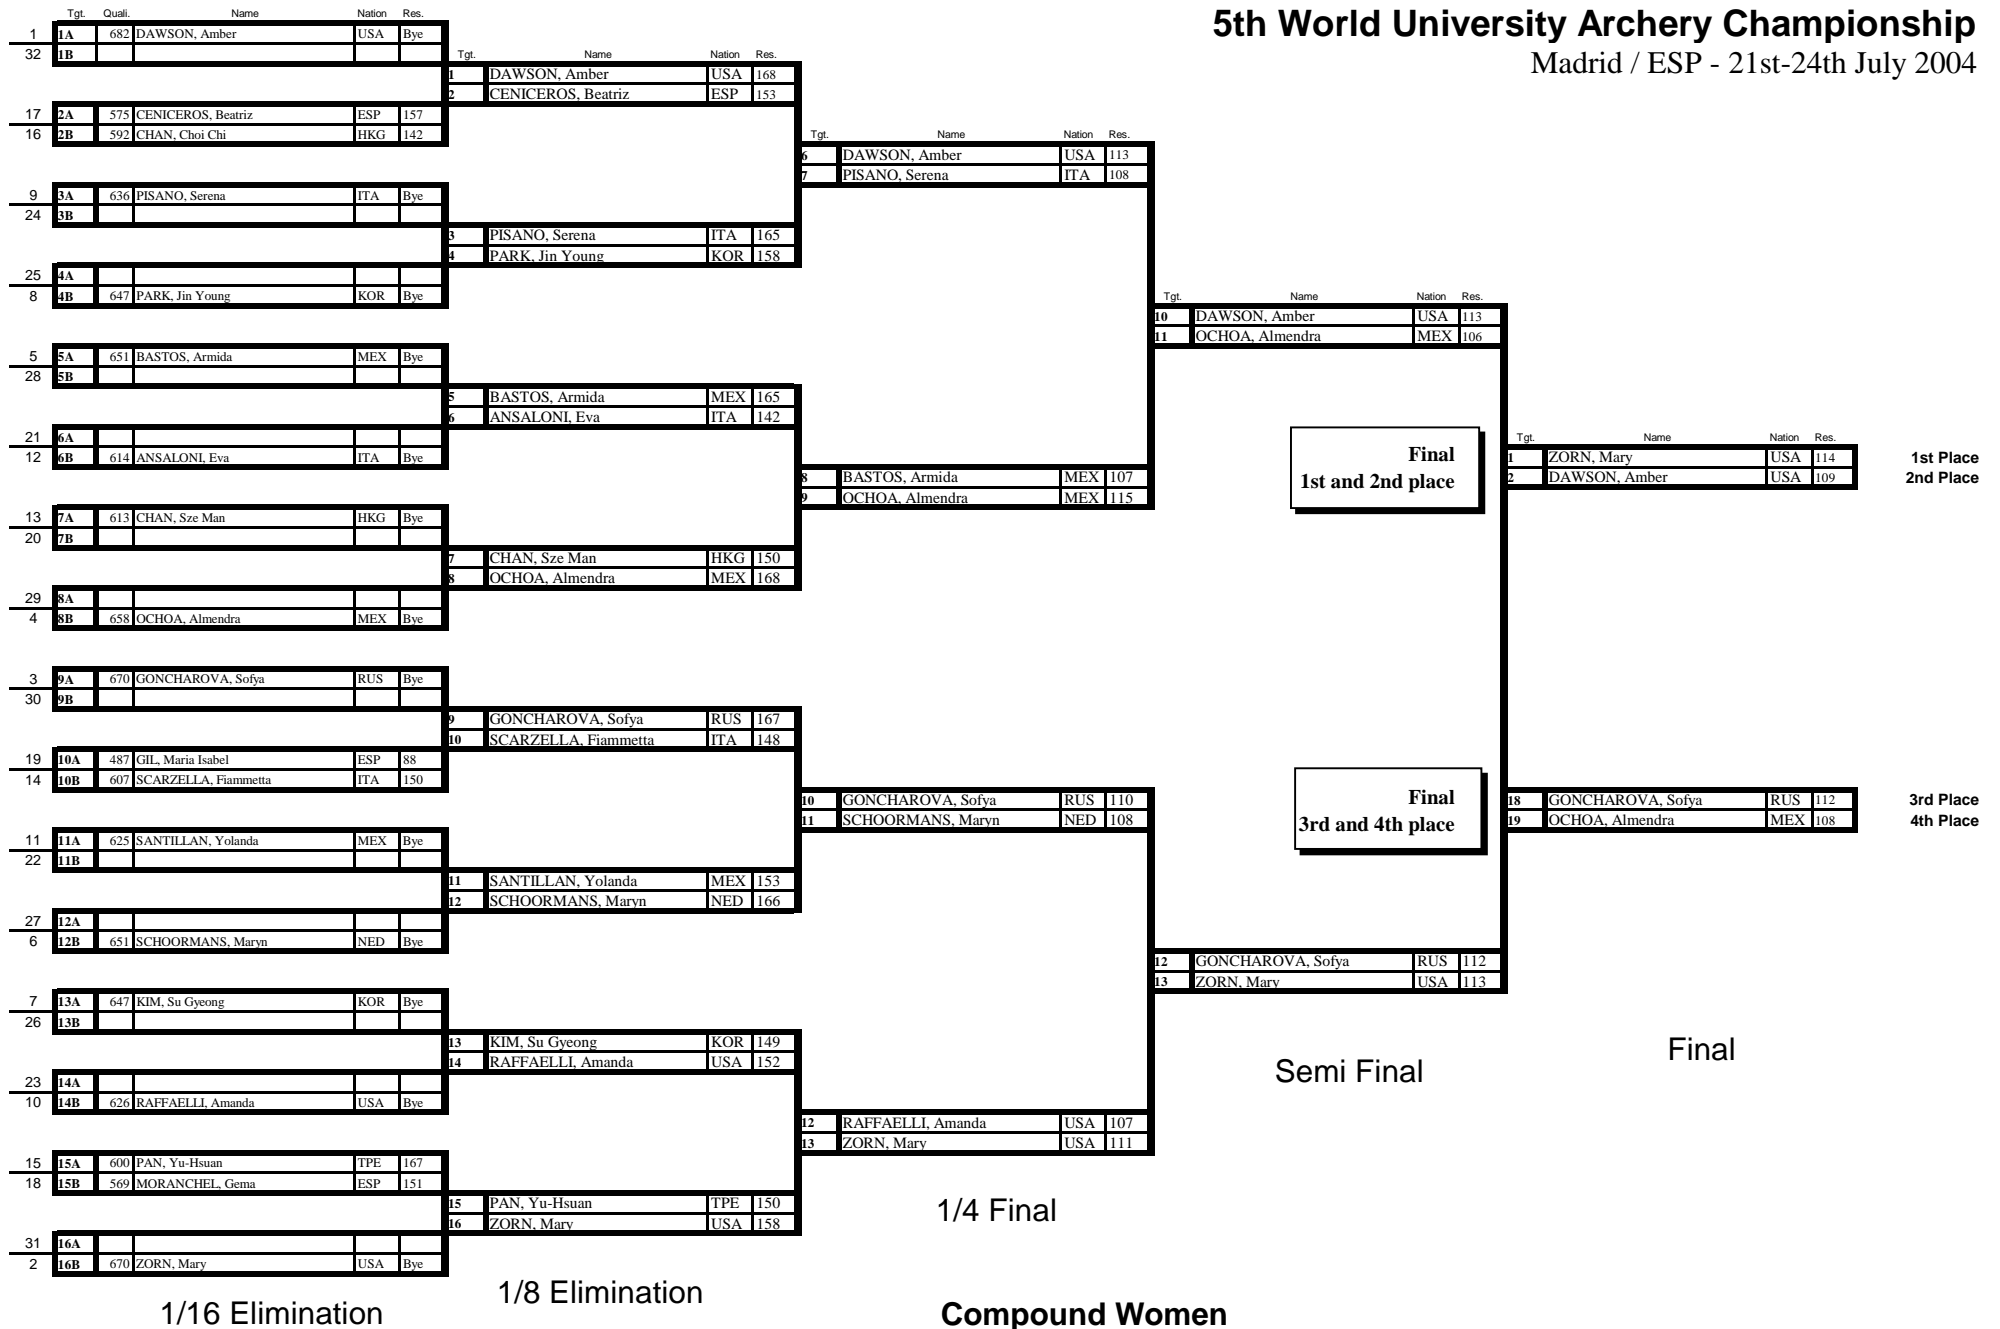 5th World University Archery Championship
Madrid / ESP - 21st-24th July 2004
Tgt. Quali. Name Nation Res.
1 1A 682 DAWSON, Amber USA Bye
32 1B
17 2A 575 CENICEROS, Beatriz ESP 157
16 2B 592 CHAN, Choi Chi HKG 142
9 3A 636 PISANO, Serena ITA Bye
24 3B
25 4A
8 4B 647 PARK, Jin Young KOR Bye
5 5A 651 BASTOS, Armida MEX Bye
28 5B
21 6A
12 6B 614 ANSALONI, Eva ITA Bye
13 7A 613 CHAN, Sze Man HKG Bye
20 7B
29 8A
4 8B 658 OCHOA, Almendra MEX Bye
3 9A 670 GONCHAROVA, Sofya RUS Bye
30 9B
19 10A 487 GIL, Maria Isabel ESP 88
14 10B 607 SCARZELLA, Fiammetta ITA 150
11 11A 625 SANTILLAN, Yolanda MEX Bye
22 11B
27 12A
6 12B 651 SCHOORMANS, Maryn NED Bye
7 13A 647 KIM, Su Gyeong KOR Bye
26 13B
23 14A
10 14B 626 RAFFAELLI, Amanda USA Bye
15 15A 600 PAN, Yu-Hsuan TPE 167
18 15B 569 MORANCHEL, Gema ESP 151
31 16A
2 16B 670 ZORN, Mary USA Bye
1/16 Elimination
Tgt. Name Nation Res.
1 DAWSON, Amber USA 168
2 CENICEROS, Beatriz ESP 153
3 PISANO, Serena ITA 165
4 PARK, Jin Young KOR 158
5 BASTOS, Armida MEX 165
6 ANSALONI, Eva ITA 142
7 CHAN, Sze Man HKG 150
8 OCHOA, Almendra MEX 168
9 GONCHAROVA, Sofya RUS 167
10 SCARZELLA, Fiammetta ITA 148
11 SANTILLAN, Yolanda MEX 153
12 SCHOORMANS, Maryn NED 166
13 KIM, Su Gyeong KOR 149
14 RAFFAELLI, Amanda USA 152
15 PAN, Yu-Hsuan TPE 150
16 ZORN, Mary USA 158
1/8 Elimination
Tgt. Name Nation Res.
6 DAWSON, Amber USA 113
7 PISANO, Serena ITA 108
8 BASTOS, Armida MEX 107
9 OCHOA, Almendra MEX 115
10 GONCHAROVA, Sofya RUS 110
11 SCHOORMANS, Maryn NED 108
12 RAFFAELLI, Amanda USA 107
13 ZORN, Mary USA 111
1/4 Final
Tgt. Name Nation Res.
10 DAWSON, Amber USA 113
11 OCHOA, Almendra MEX 106
12 GONCHAROVA, Sofya RUS 112
13 ZORN, Mary USA 113
Semi Final
Final
1st and 2nd place
Tgt. Name Nation Res.
1 ZORN, Mary USA 114 1st Place
2 DAWSON, Amber USA 109 2nd Place
Final
3rd and 4th place
18 GONCHAROVA, Sofya RUS 112 3rd Place
19 OCHOA, Almendra MEX 108 4th Place
Final
Compound Women